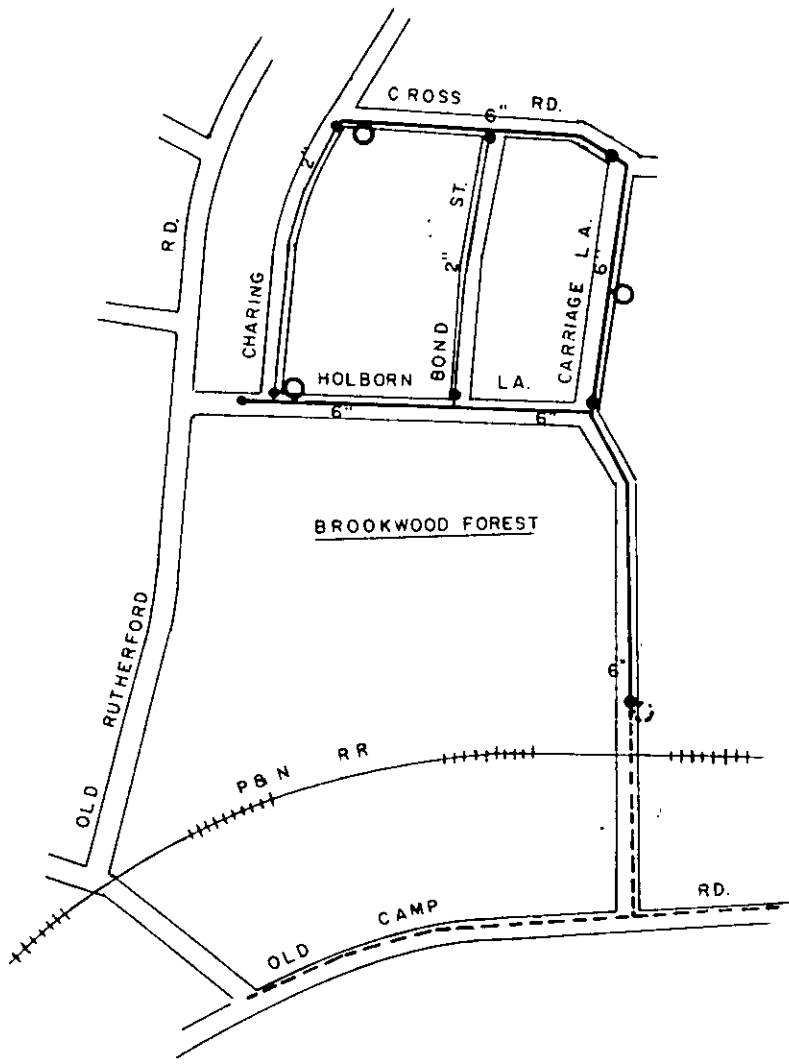 CROSS RD.
6"
2"
ST.
RD.
2"
LA.
6"
CHARING
BOND
CARRIAGE
HOLBORN LA.
6" 6"
BROOKWOOD FOREST
RUTHERFORD
6"
P&N RR
OLD
CAMP RD.
OLD